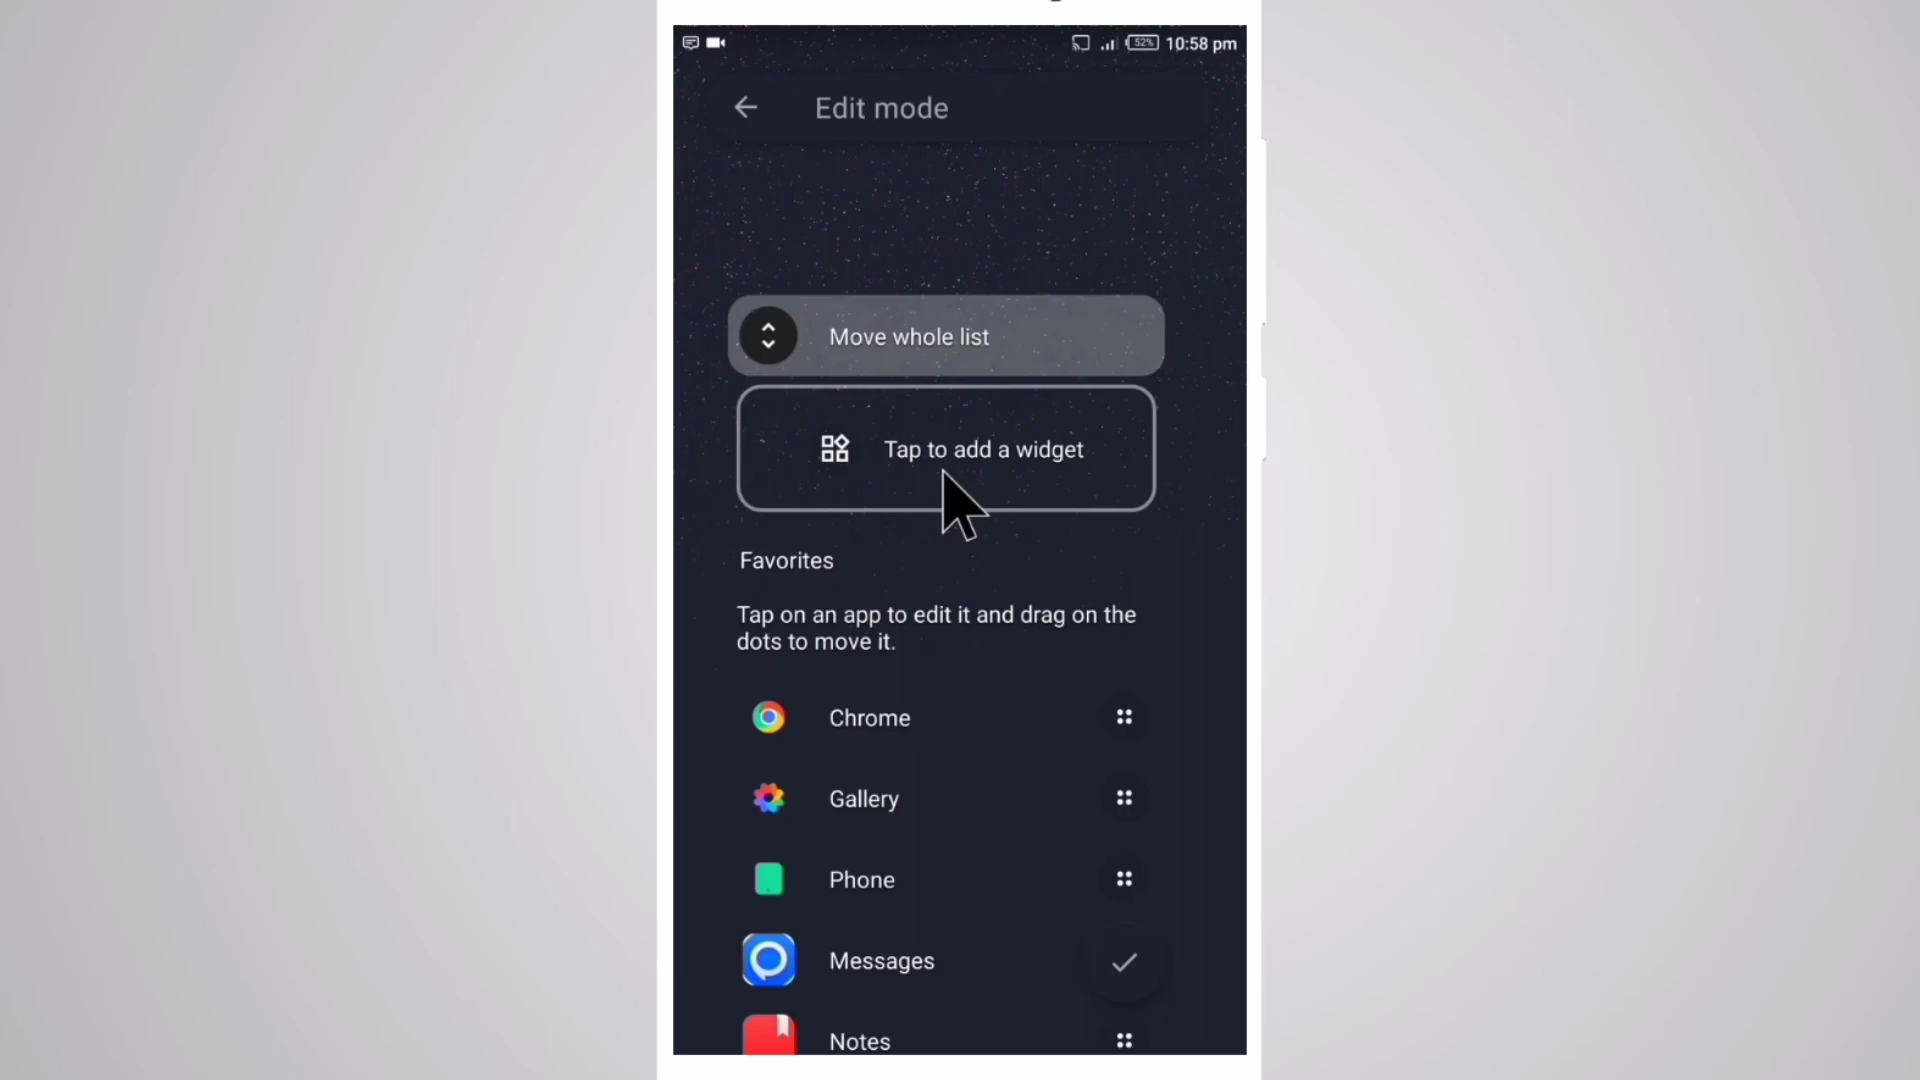 52% 10:58 pm
Edit mode
Move whole list
Tap to add a widget
Favorites
Tap on an app to edit it and drag on the
dots to move it.
Chrome
Gallery
Phone
Messages
Notes